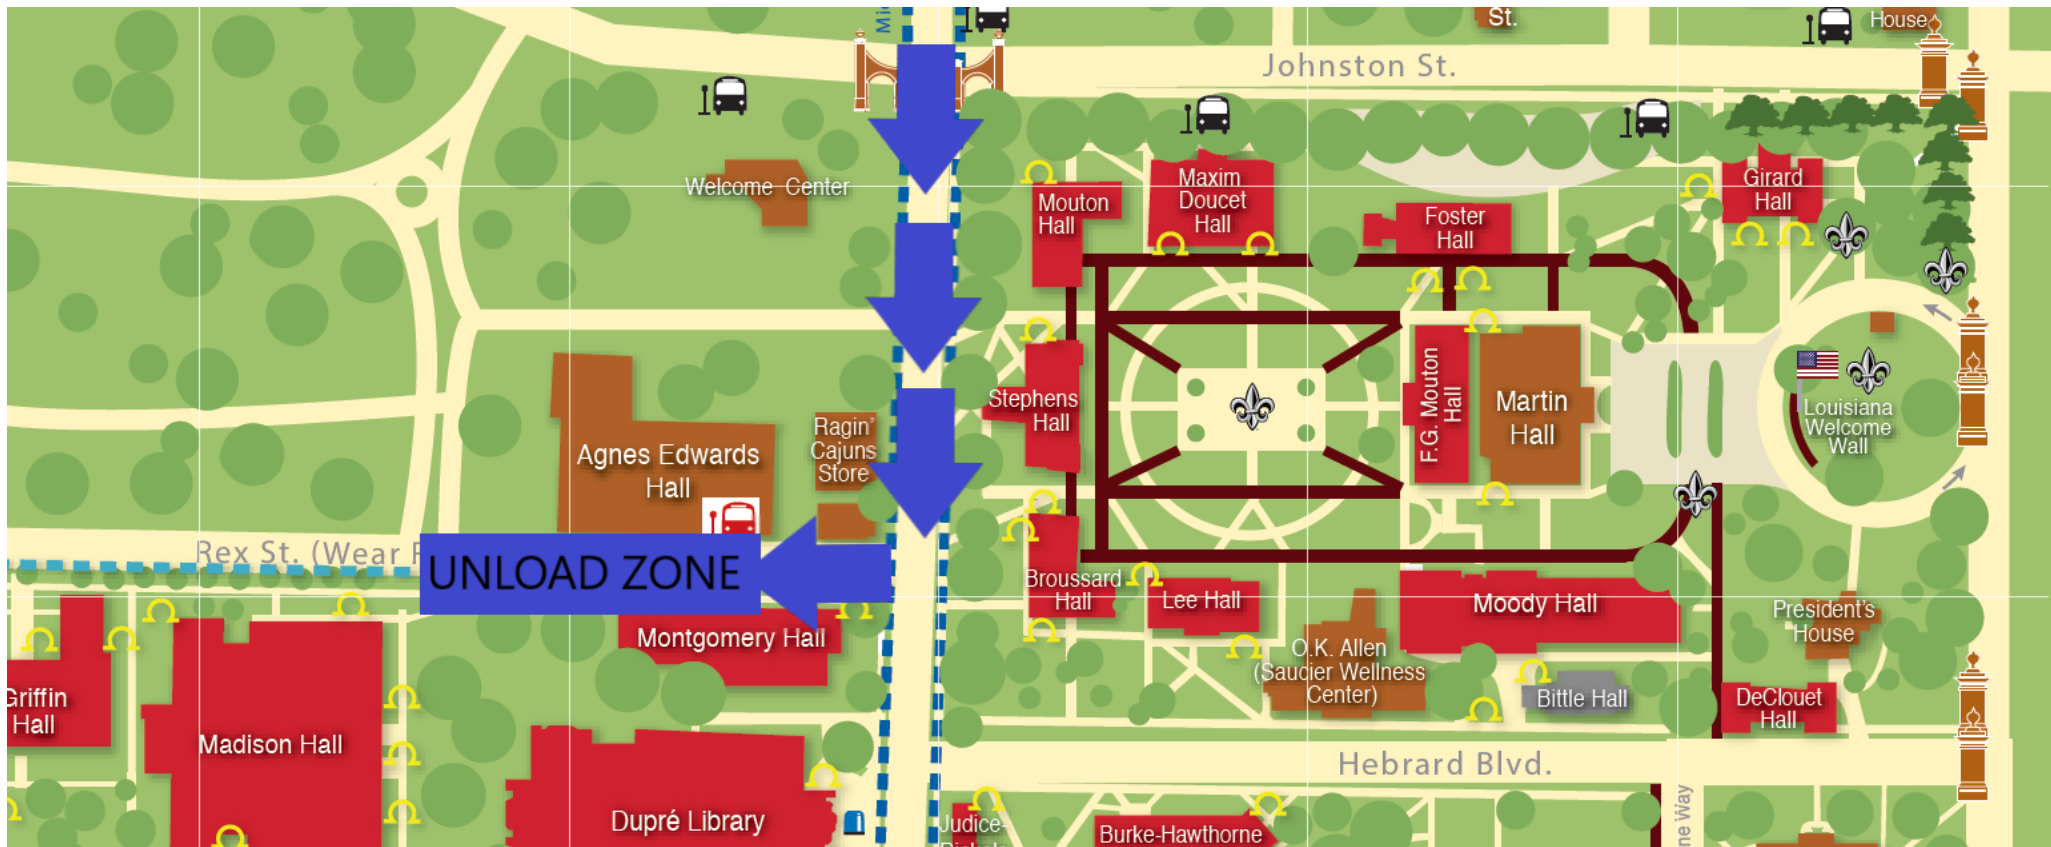 Mic
St.
House
Johnston St.
Welcome Center
Mouton
Hall
Maxim
Doucet
Hall
Foster
Hall
Girard
Hall
Stephens
Hall
F.G. Mouton
Hall
Martin
Hall
Louisiana
Welcome
Wall
Agnes Edwards
Hall
Ragin'
Cajuns
Store
Rex St. (Wear
UNLOAD ZONE
Broussard
Hall
Lee Hall
Moody Hall
President's
House
Montgomery Hall
O.K. Allen
(Saucier Wellness
Center)
Bittle Hall
DeClouet
Hall
Griffin
Hall
Madison Hall
Hebrard Blvd.
Dupré Library
Judice-
Burke-Hawthorne
ne Way